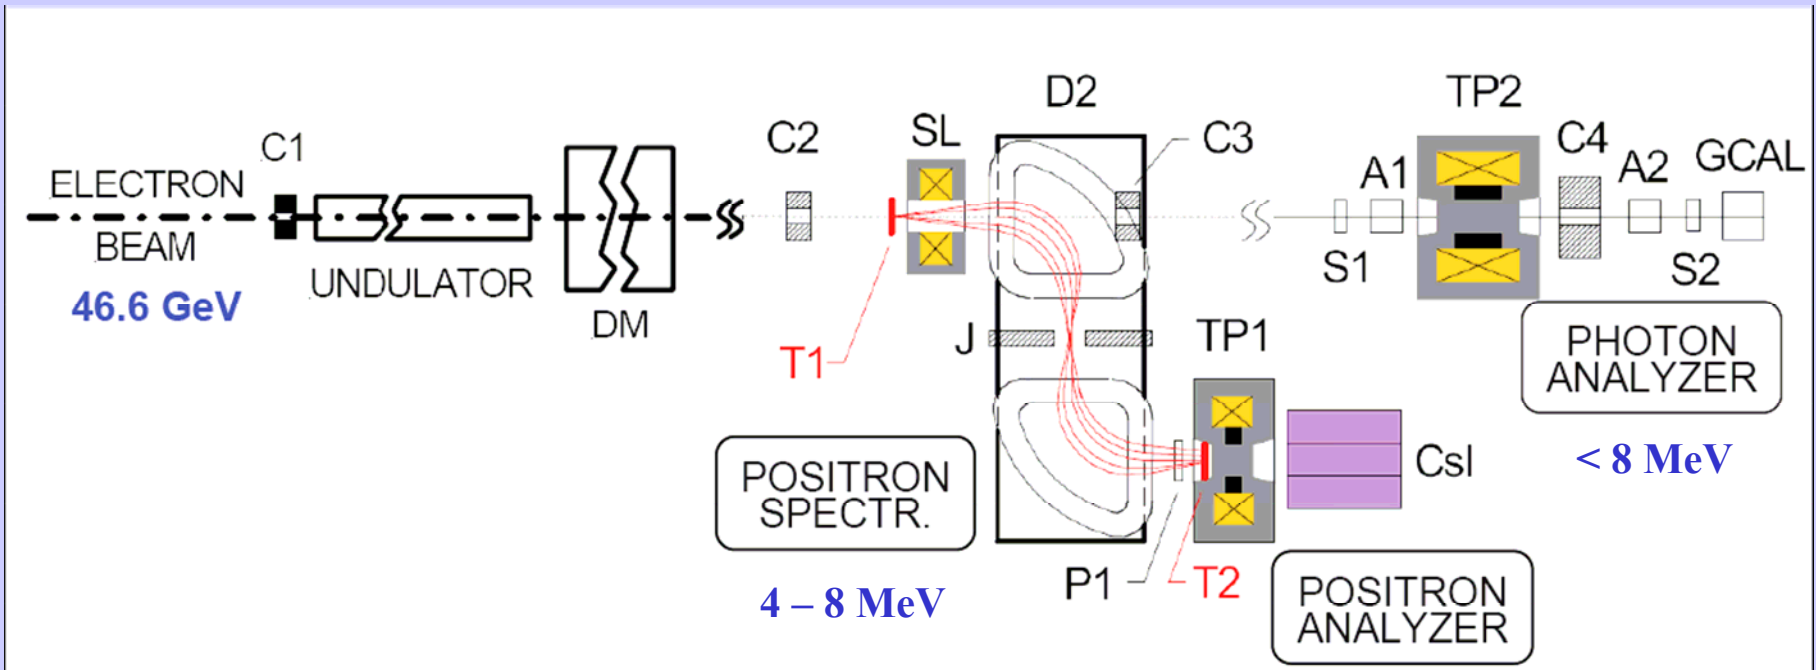 ELECTRON
BEAM
46.6 GeV
C1
UNDULATOR
DM
C2
SL
D2
C3
T1
J
TP1
P1
T2
CsI
POSITRON
SPECTR.
4 – 8 MeV
POSITRON
ANALYZER
S1
A1
TP2
C4
A2
S2
GCAL
PHOTON
ANALYZER
< 8 MeV